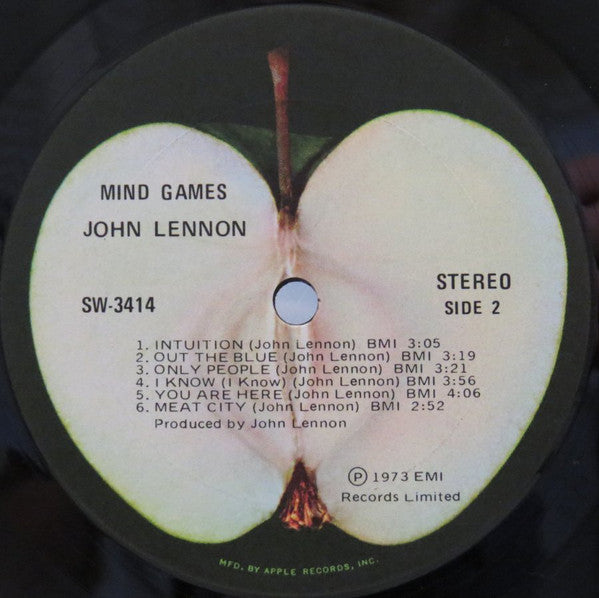 MIND GAMES
JOHN LENNON
SW-3414
STEREO
SIDE 2
1. INTUITION (John Lennon) BMI 3:05
2. OUT THE BLUE (John Lennon) BMI 3:19
3. ONLY PEOPLE (John Lennon) BMI 3:21
4. I KNOW (I Know) (John Lennon) BMI 3:56
5. YOU ARE HERE (John Lennon) BMI 4:06
6. MEAT CITY (John Lennon) BMI 2:52
Produced by John Lennon
Ⓟ 1973 EMI
Records Limited
MFD. BY APPLE RECORDS, INC.